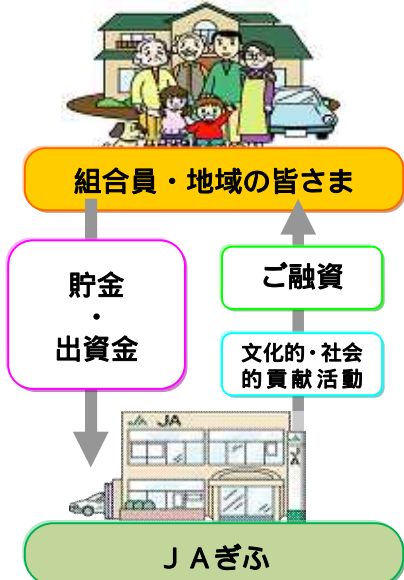 組合員・地域の皆さま
貯金
・
出資金
ご融資
文化的・社会
的貢献活動
JA
JA
ＪＡぎふ